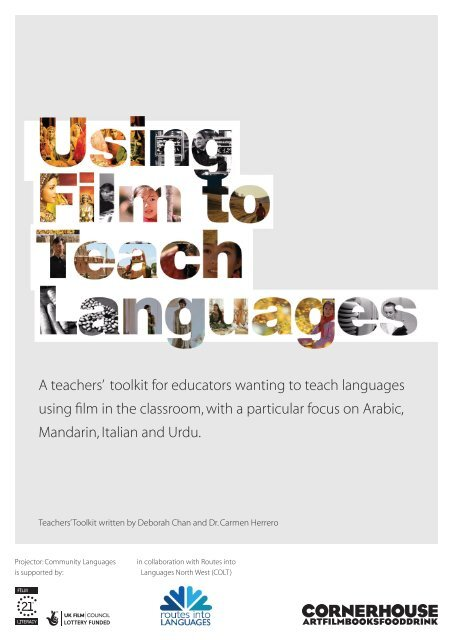 Using
Film to
Teach
Languages
A teachers' toolkit for educators wanting to teach languages
using film in the classroom, with a particular focus on Arabic,
Mandarin, Italian and Urdu.
Teachers' Toolkit written by Deborah Chan and Dr. Carmen Herrero
Projector: Community Languages
is supported by:
in collaboration with Routes into
Languages North West (COLT)
FILM
21
LITERACY
UK FILM COUNCIL
LOTTERY FUNDED
routes into
LANGUAGES
CORNERHOUSE
ARTFILMBOOKSFOODDRINK